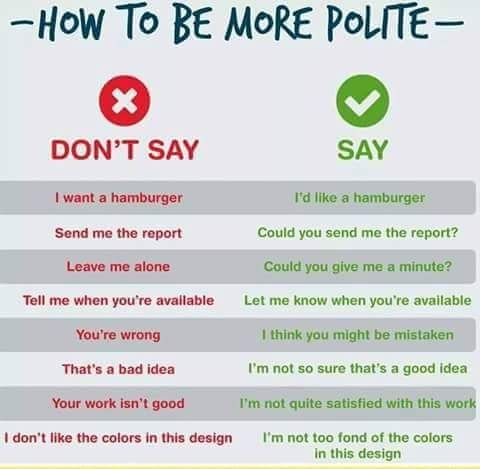 -HOW TO BE MORE POLITE-
DON'T SAY SAY
I want a hamburger I'd like a hamburger
Send me the report Could you send me the report?
Leave me alone Could you give me a minute?
Tell me when you're available Let me know when you're available
You're wrong I think you might be mistaken
That's a bad idea I'm not so sure that's a good idea
Your work isn't good I'm not quite satisfied with this work
I don't like the colors in this design I'm not too fond of the colors
in this design